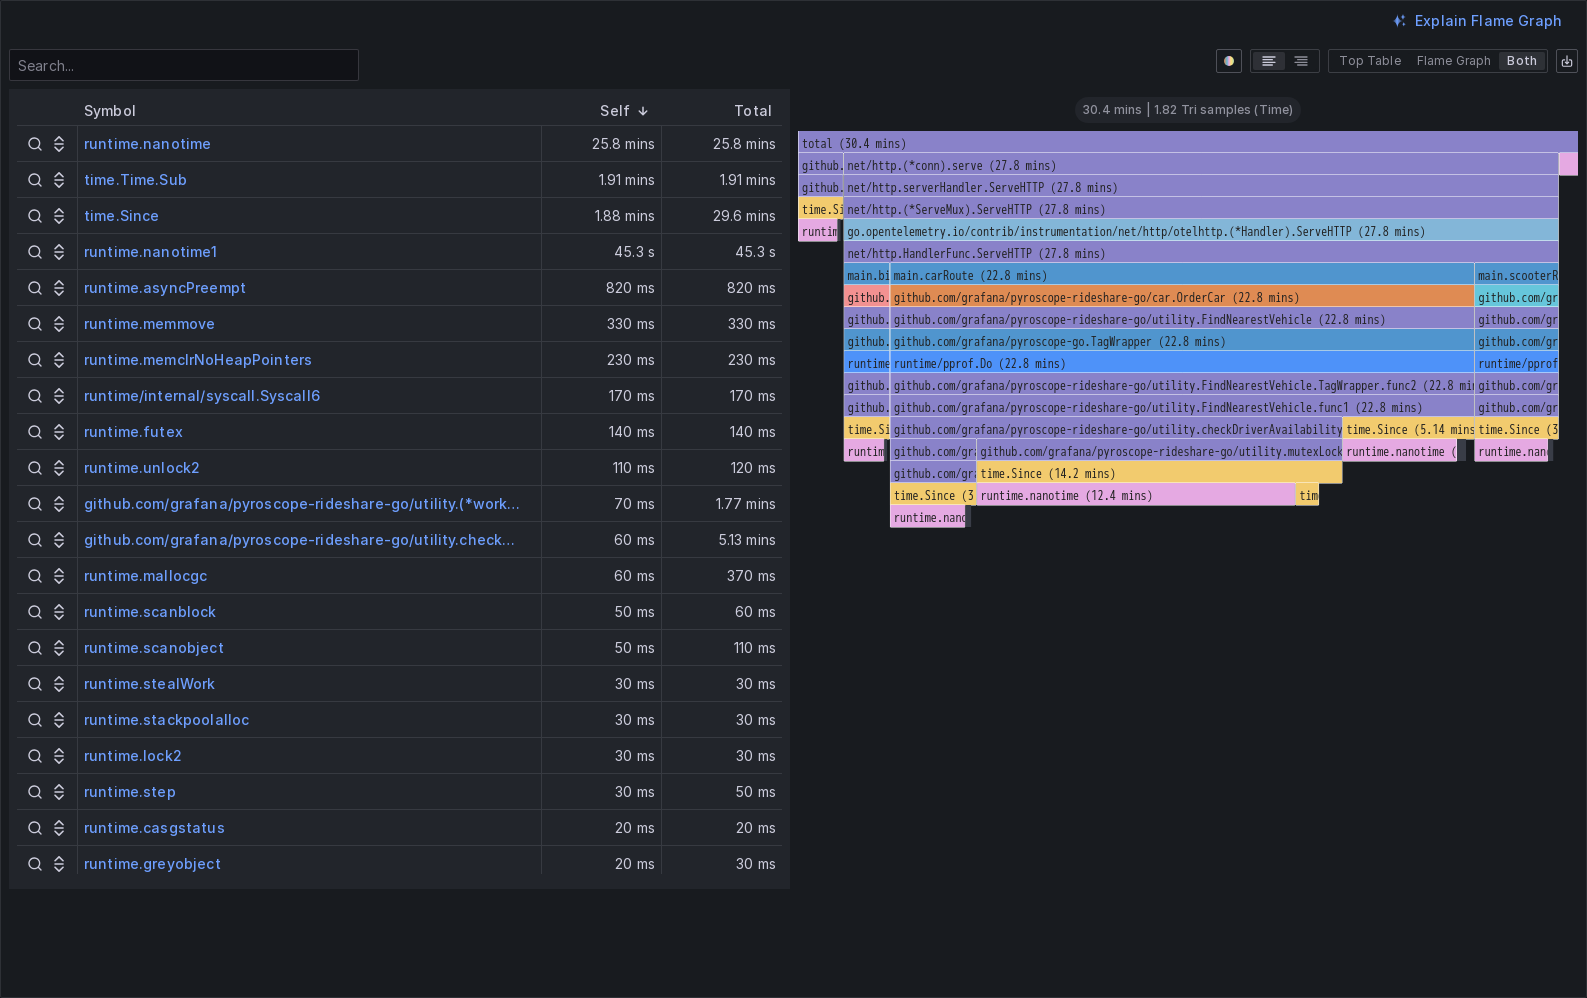 Explain Flame Graph
Search...
Top Table Flame Graph Both
Symbol Self Total
runtime.nanotime 25.8 mins 25.8 mins
time.Time.Sub 1.91 mins 1.91 mins
time.Since 1.88 mins 29.6 mins
runtime.nanotime1 45.3 s 45.3 s
runtime.asyncPreempt 820 ms 820 ms
runtime.memmove 330 ms 330 ms
runtime.memclrNoHeapPointers 230 ms 230 ms
runtime/internal/syscall.Syscall6 170 ms 170 ms
runtime.futex 140 ms 140 ms
runtime.unlock2 110 ms 120 ms
github.com/grafana/pyroscope-rideshare-go/utility.(*work... 70 ms 1.77 mins
github.com/grafana/pyroscope-rideshare-go/utility.check... 60 ms 5.13 mins
runtime.mallocgc 60 ms 370 ms
runtime.scanblock 50 ms 60 ms
runtime.scanobject 50 ms 110 ms
runtime.stealWork 30 ms 30 ms
runtime.stackpoolalloc 30 ms 30 ms
runtime.lock2 30 ms 30 ms
runtime.step 30 ms 50 ms
runtime.casgstatus 20 ms 20 ms
runtime.greyobject 20 ms 30 ms
30.4 mins | 1.82 Tri samples (Time)
total (30.4 mins)
github. net/http.(*conn).serve (27.8 mins)
github. net/http.serverHandler.ServeHTTP (27.8 mins)
time.Si net/http.(*ServeMux).ServeHTTP (27.8 mins)
runtim go.opentelemetry.io/contrib/instrumentation/net/http/otelhttp.(*Handler).ServeHTTP (27.8 mins)
net/http.HandlerFunc.ServeHTTP (27.8 mins)
main.bi main.carRoute (22.8 mins) main.scooterR
github. github.com/grafana/pyroscope-rideshare-go/car.OrderCar (22.8 mins) github.com/gr
github. github.com/grafana/pyroscope-rideshare-go/utility.FindNearestVehicle (22.8 mins) github.com/gr
github. github.com/grafana/pyroscope-go.TagWrapper (22.8 mins) github.com/gr
runtime runtime/pprof.Do (22.8 mins) runtime/pprof
github. github.com/grafana/pyroscope-rideshare-go/utility.FindNearestVehicle.TagWrapper.func2 (22.8 min github.com/gr
github. github.com/grafana/pyroscope-rideshare-go/utility.FindNearestVehicle.func1 (22.8 mins) github.com/gr
time.Si github.com/grafana/pyroscope-rideshare-go/utility.checkDriverAvailability time.Since (5.14 mins time.Since (3
runtim github.com/gra github.com/grafana/pyroscope-rideshare-go/utility.mutexLock runtime.nanotime ( runtime.nano
github.com/gra time.Since (14.2 mins)
time.Since (3 runtime.nanotime (12.4 mins) time
runtime.nano